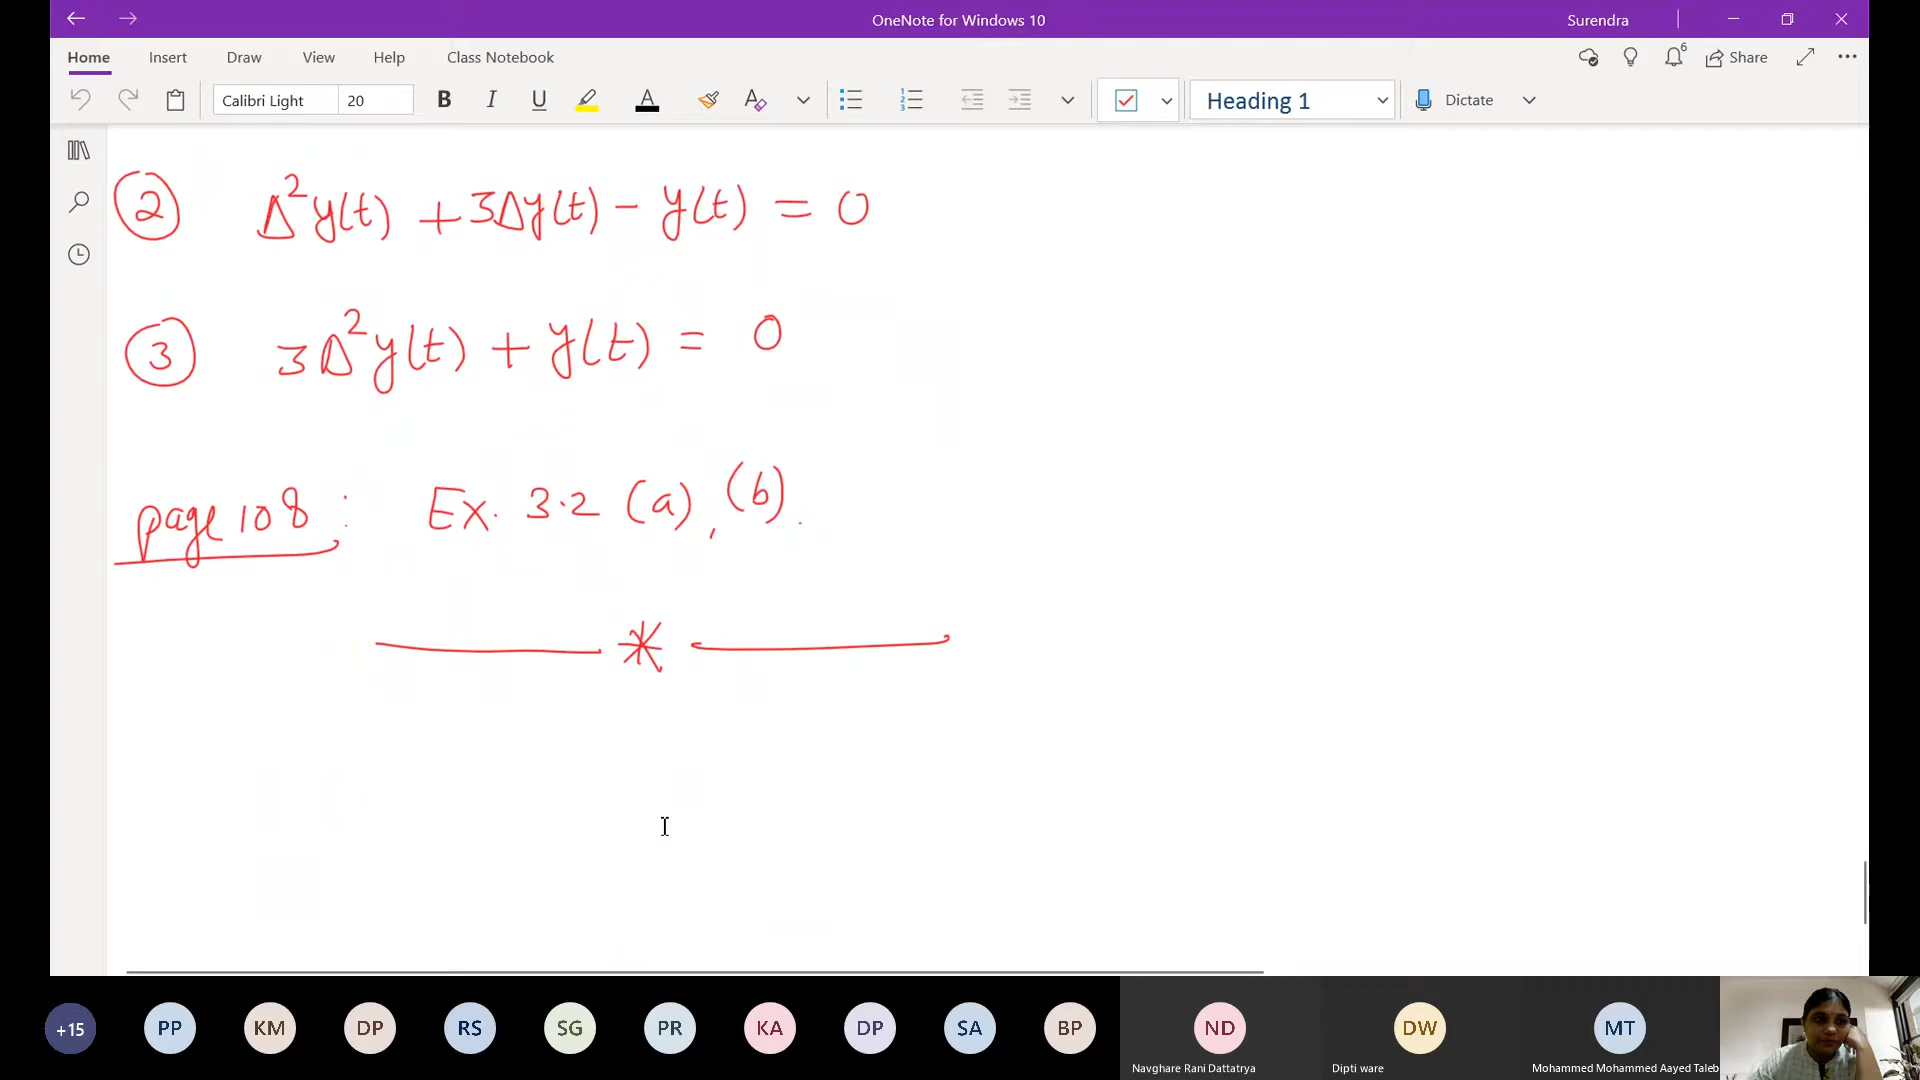 OneNote for Windows 10
Surendra
Home Insert Draw View Help Class Notebook
6
Share
Calibri Light 20 B I U A Heading 1 Dictate
② Δ²y(t) + 3Δy(t) − y(t) = 0
③ 3Δ²y(t) + y(t) = 0
page 108 : Ex. 3.2 (a), (b).
+15 PP KM DP RS SG PR KA DP SA BP ND DW MT
Navghare Rani Dattatrya Dipti ware Mohammed Mohammed Aayed Taleb